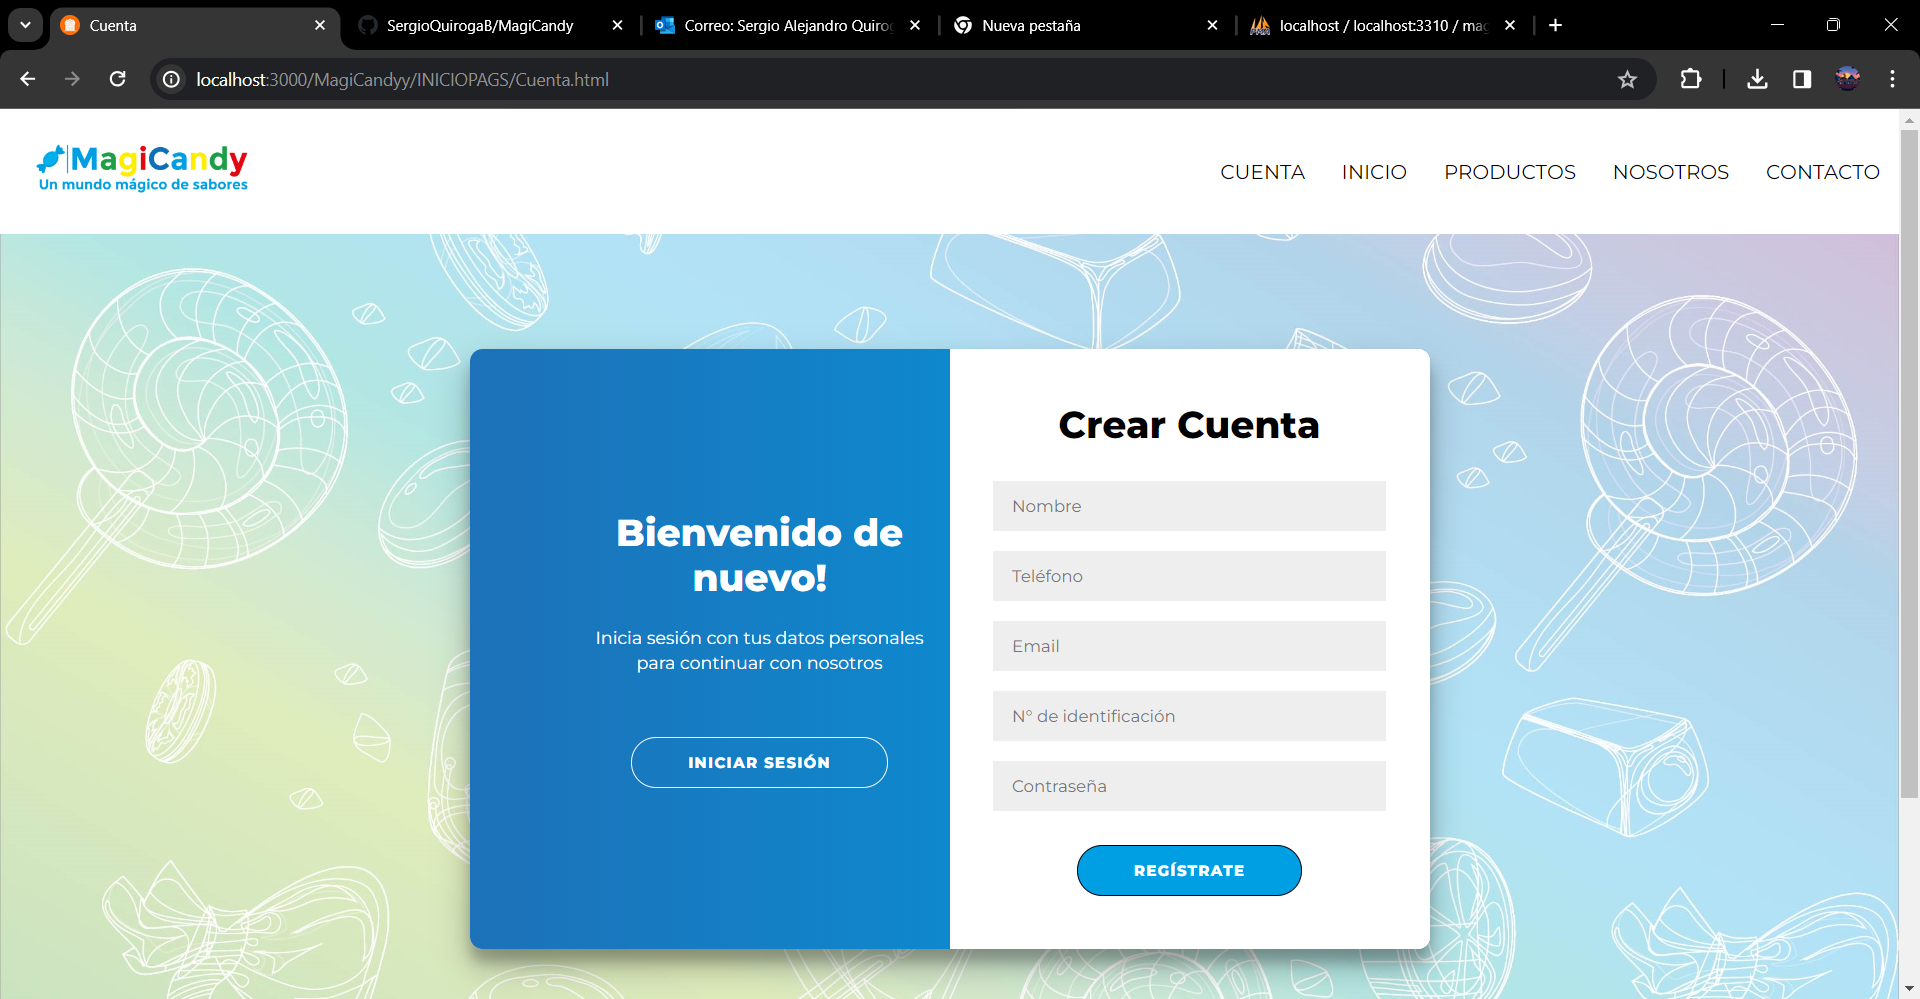 Cuenta
SergioQuirogaB/MagiCandy
Correo: Sergio Alejandro Quirog
Nueva pestaña
localhost / localhost:3310 / mag
localhost:3000/MagiCandyy/INICIOPAGS/Cuenta.html
MagiCandy
Un mundo mágico de sabores
CUENTA
INICIO
PRODUCTOS
NOSOTROS
CONTACTO
Bienvenido de
nuevo!
Inicia sesión con tus datos personales
para continuar con nosotros
INICIAR SESIÓN
Crear Cuenta
Nombre
Teléfono
Email
N° de identificación
Contraseña
REGÍSTRATE